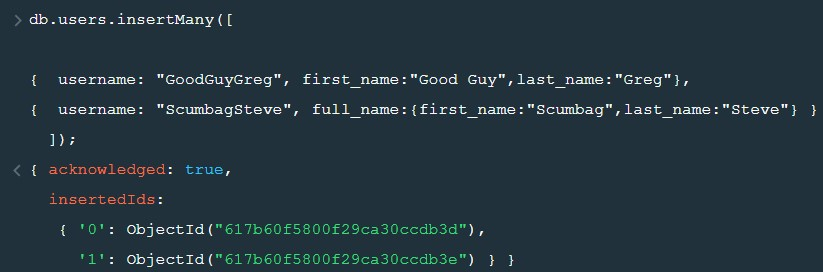 > db.users.insertMany([
{  username: "GoodGuyGreg", first_name:"Good Guy",last_name:"Greg"},
{  username: "ScumbagSteve", full_name:{first_name:"Scumbag",last_name:"Steve"} }
]);
< { acknowledged: true,
insertedIds:
{ '0': ObjectId("617b60f5800f29ca30ccdb3d"),
'1': ObjectId("617b60f5800f29ca30ccdb3e") } }